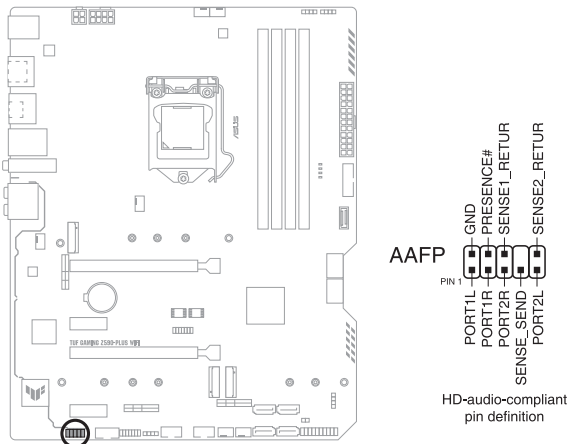 /SUS
TUF GAMING Z590-PLUS WIFI
AAFP
PIN 1
GND
PRESENCE#
SENSE1_RETUR
SENSE2_RETUR
PORT1L
PORT1R
PORT2R
SENSE_SEND
PORT2L
HD-audio-compliant
pin definition